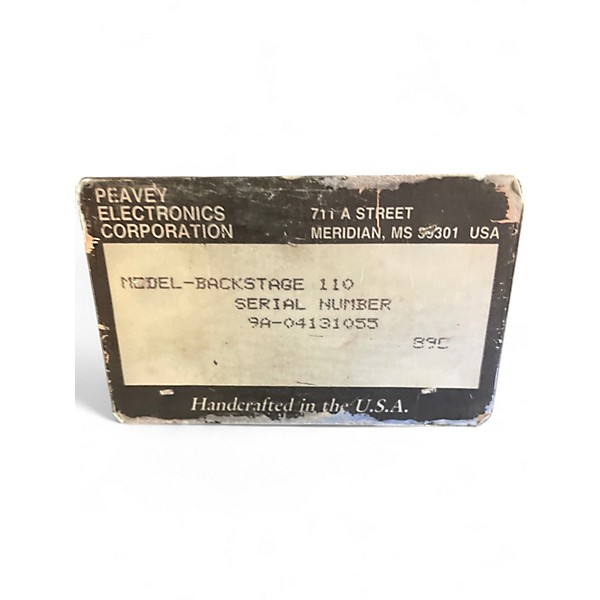 PEAVEY
ELECTRONICS
CORPORATION
711 A STREET
MERIDIAN, MS 39301 USA
MODEL-BACKSTAGE 110
SERIAL NUMBER
9A-04131055
89C
Handcrafted in the U.S.A.